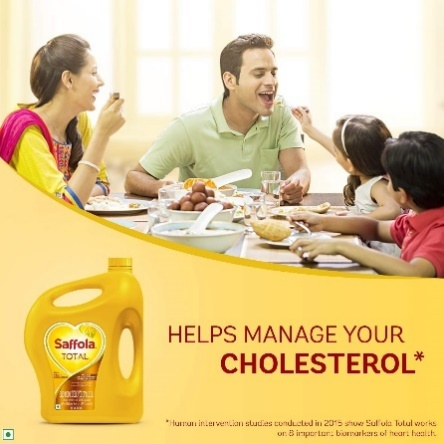 HELPS MANAGE YOUR
CHOLESTEROL*
Saffola
TOTAL
*Human intervention studies conducted in 2015 show Saffola Total works
on 8 important biomarkers of heart health.